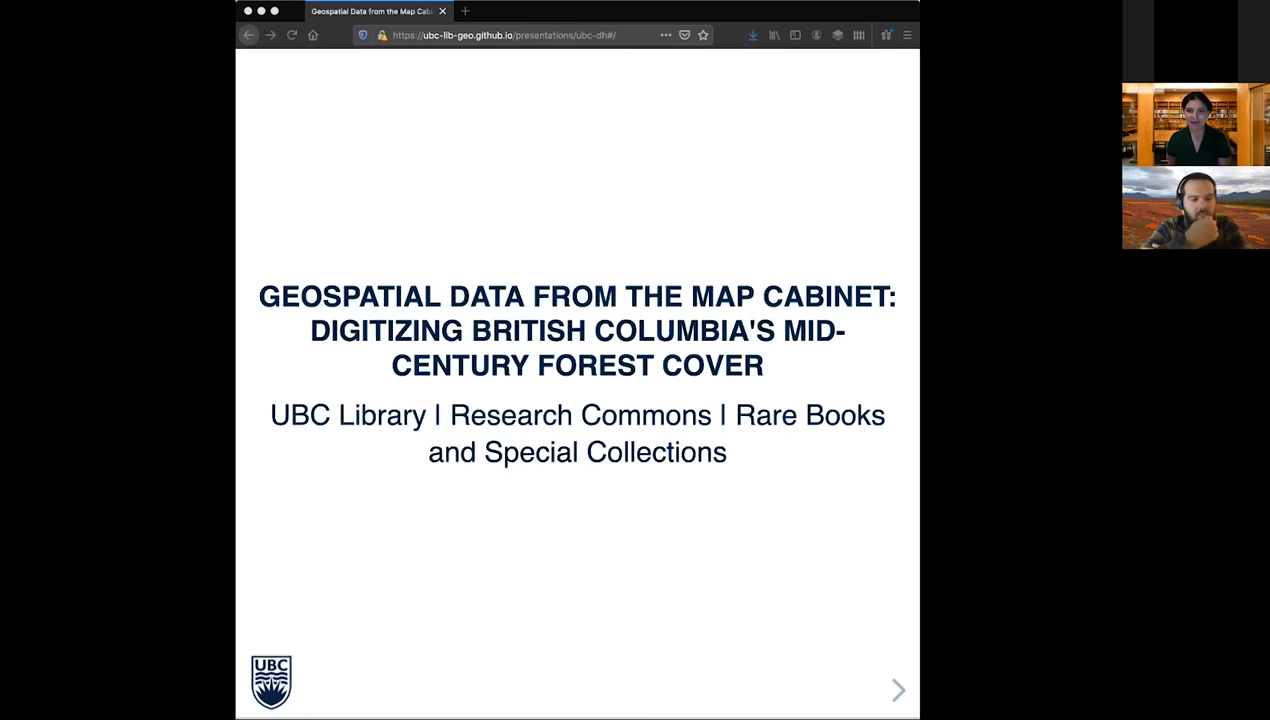 Geospatial Data from the Map Cabi
https://ubc-lib-geo.github.io/presentations/ubc-dh#/
GEOSPATIAL DATA FROM THE MAP CABINET:
DIGITIZING BRITISH COLUMBIA'S MID-
CENTURY FOREST COVER
UBC Library | Research Commons | Rare Books
and Special Collections
UBC